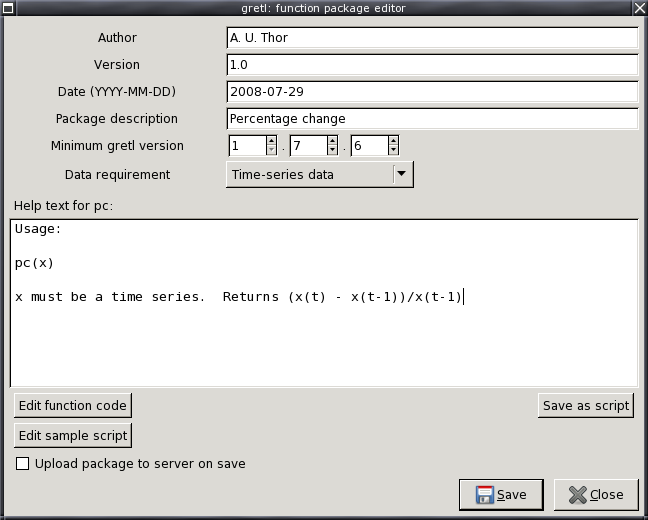 gretl: function package editor
Author A. U. Thor
Version 1.0
Date (YYYY-MM-DD) 2008-07-29
Package description Percentage change
Minimum gretl version 1 . 7 . 6
Data requirement Time-series data
Help text for pc:
Usage:
pc(x)
x must be a time series.  Returns (x(t) - x(t-1))/x(t-1)
Edit function code Save as script
Edit sample script
Upload package to server on save
Save Close